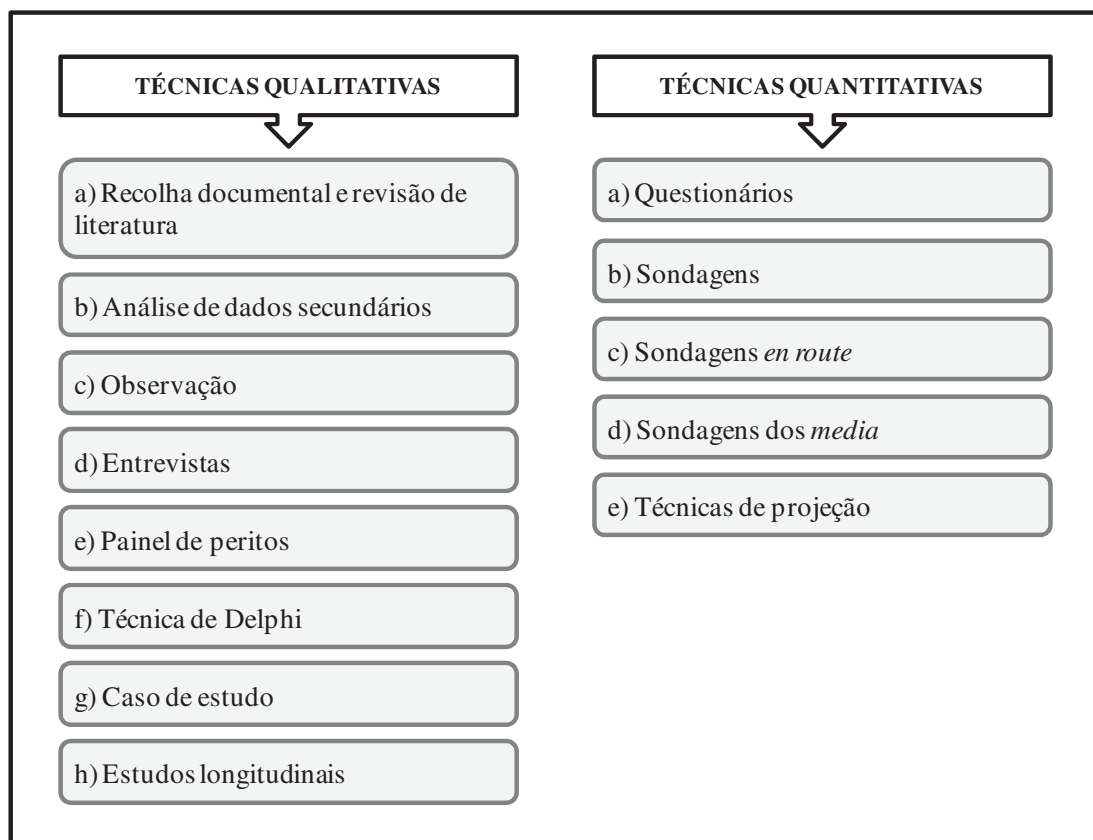 TÉCNICAS QUALITATIVAS
a) Recolha documental e revisão de
literatura
b) Análise de dados secundários
c) Observação
d) Entrevistas
e) Painel de peritos
f) Técnica de Delphi
g) Caso de estudo
h) Estudos longitudinais
TÉCNICAS QUANTITATIVAS
a) Questionários
b) Sondagens
c) Sondagens en route
d) Sondagens dos media
e) Técnicas de projeção